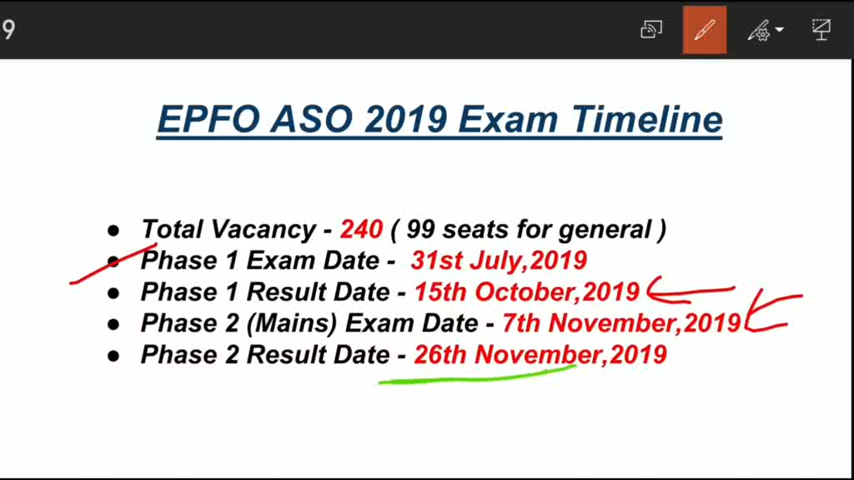 9
EPFO ASO 2019 Exam Timeline
● Total Vacancy - 240 ( 99 seats for general )
● Phase 1 Exam Date - 31st July,2019
● Phase 1 Result Date - 15th October,2019
● Phase 2 (Mains) Exam Date - 7th November,2019
● Phase 2 Result Date - 26th November,2019